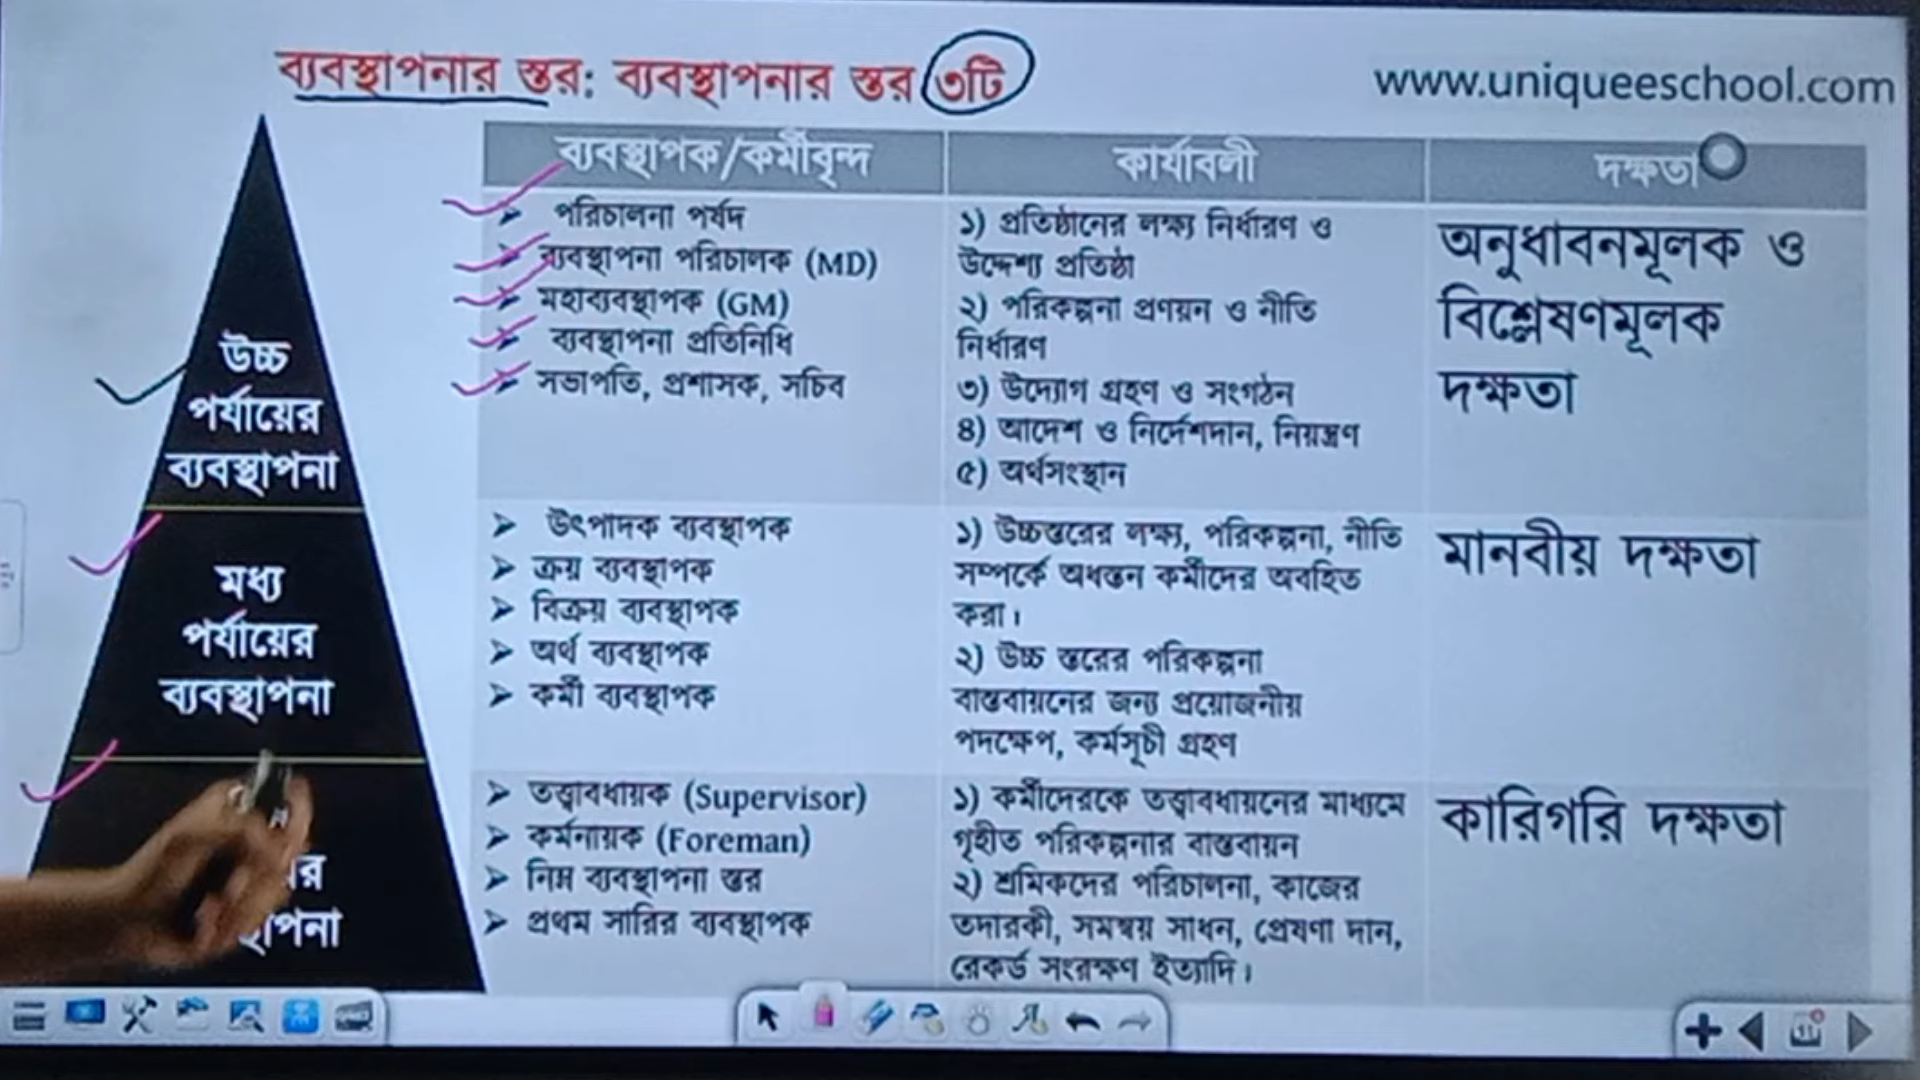 ব্যবস্থাপনার স্তর: ব্যবস্থাপনার স্তর ৩টি
www.uniqueeschool.com
ব্যবস্থাপক/কর্মীবৃন্দ
কার্যাবলী
দক্ষতা
উচ্চ
পর্যায়ের
ব্যবস্থাপনা
➤ পরিচালনা পর্ষদ
➤ ব্যবস্থাপনা পরিচালক (MD)
➤ মহাব্যবস্থাপক (GM)
➤ ব্যবস্থাপনা প্রতিনিধি
➤ সভাপতি, প্রশাসক, সচিব
১) প্রতিষ্ঠানের লক্ষ্য নির্ধারণ ও
উদ্দেশ্য প্রতিষ্ঠা
২) পরিকল্পনা প্রণয়ন ও নীতি
নির্ধারণ
৩) উদ্যোগ গ্রহণ ও সংগঠন
৪) আদেশ ও নির্দেশদান, নিয়ন্ত্রণ
৫) অর্থসংস্থান
অনুধাবনমূলক ও
বিশ্লেষণমূলক
দক্ষতা
মধ্য
পর্যায়ের
ব্যবস্থাপনা
➤ উৎপাদক ব্যবস্থাপক
➤ ক্রয় ব্যবস্থাপক
➤ বিক্রয় ব্যবস্থাপক
➤ অর্থ ব্যবস্থাপক
➤ কর্মী ব্যবস্থাপক
১) উচ্চস্তরের লক্ষ্য, পরিকল্পনা, নীতি
সম্পর্কে অধস্তন কর্মীদের অবহিত
করা।
২) উচ্চ স্তরের পরিকল্পনা
বাস্তবায়নের জন্য প্রয়োজনীয়
পদক্ষেপ, কর্মসূচী গ্রহণ
মানবীয় দক্ষতা
➤ তত্ত্বাবধায়ক (Supervisor)
➤ কর্মনায়ক (Foreman)
➤ নিম্ন ব্যবস্থাপনা স্তর
➤ প্রথম সারির ব্যবস্থাপক
১) কর্মীদেরকে তত্ত্বাবধায়নের মাধ্যমে
গৃহীত পরিকল্পনার বাস্তবায়ন
২) শ্রমিকদের পরিচালনা, কাজের
তদারকী, সমন্বয় সাধন, প্রেষণা দান,
রেকর্ড সংরক্ষণ ইত্যাদি।
কারিগরি দক্ষতা
11